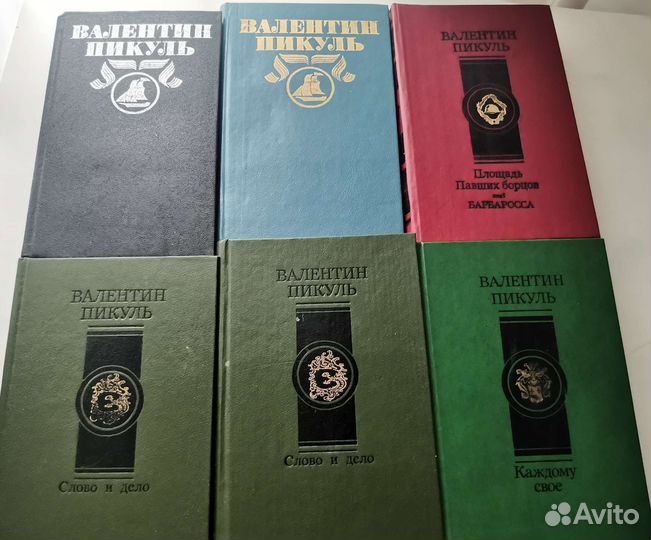 ВАЛЕНТИН
ПИКУЛЬ
ВАЛЕНТИН
ПИКУЛЬ
ВАЛЕНТИН
ПИКУЛЬ
Площадь
Павших борцов
БАРБАРОССА
ВАЛЕНТИН
ПИКУЛЬ
Слово и дело
ВАЛЕНТИН
ПИКУЛЬ
Слово и дело
ВАЛЕНТИН
ПИКУЛЬ
Каждому
свое
Avito